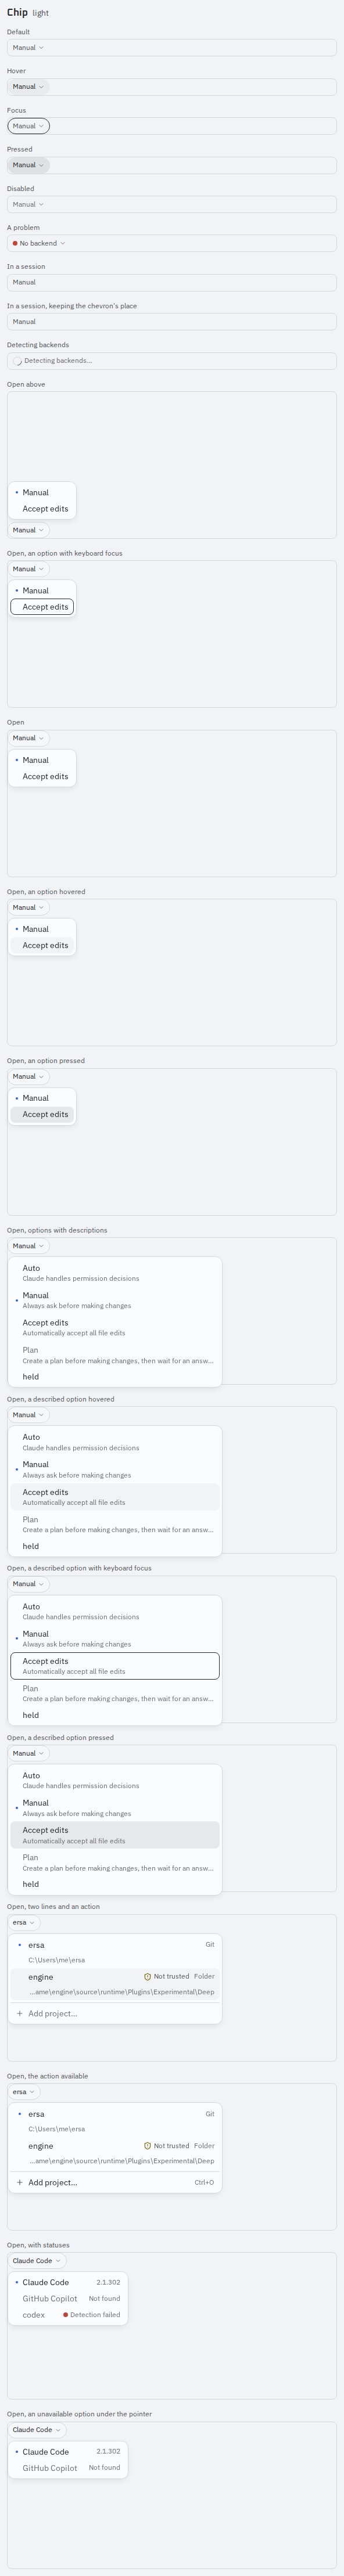 Chip light
Default
Manual
Hover
Manual
Focus
Manual
Pressed
Manual
Disabled
Manual
A problem
No backend
In a session
Manual
In a session, keeping the chevron's place
Manual
Detecting backends
Detecting backends...
Open above
Manual
Accept edits
Manual
Open, an option with keyboard focus
Manual
Manual
Accept edits
Open
Manual
Manual
Accept edits
Open, an option hovered
Manual
Manual
Accept edits
Open, an option pressed
Manual
Manual
Accept edits
Open, options with descriptions
Manual
Auto
Claude handles permission decisions
Manual
Always ask before making changes
Accept edits
Automatically accept all file edits
Plan
Create a plan before making changes, then wait for an answ...
held
Open, a described option hovered
Manual
Auto
Claude handles permission decisions
Manual
Always ask before making changes
Accept edits
Automatically accept all file edits
Plan
Create a plan before making changes, then wait for an answ...
held
Open, a described option with keyboard focus
Manual
Auto
Claude handles permission decisions
Manual
Always ask before making changes
Accept edits
Automatically accept all file edits
Plan
Create a plan before making changes, then wait for an answ...
held
Open, a described option pressed
Manual
Auto
Claude handles permission decisions
Manual
Always ask before making changes
Accept edits
Automatically accept all file edits
Plan
Create a plan before making changes, then wait for an answ...
held
Open, two lines and an action
ersa
ersa Git
C:\Users\me\ersa
engine Not trusted Folder
...ame\engine\source\runtime\Plugins\Experimental\Deep
Add project...
Open, the action available
ersa
ersa Git
C:\Users\me\ersa
engine Not trusted Folder
...ame\engine\source\runtime\Plugins\Experimental\Deep
Add project... Ctrl+O
Open, with statuses
Claude Code
Claude Code 2.1.302
GitHub Copilot Not found
codex Detection failed
Open, an unavailable option under the pointer
Claude Code
Claude Code 2.1.302
GitHub Copilot Not found